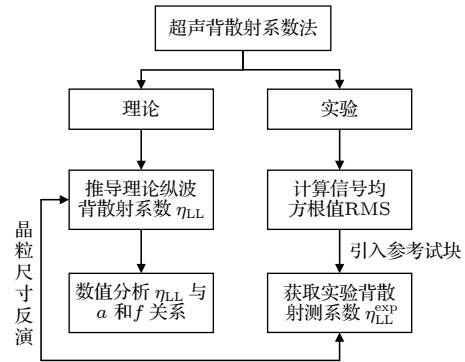 超声背散射系数法
理论
实验
推导理论纵波
背散射系数 η_LL
计算信号均
方根值RMS
引入参考试块
晶粒尺寸反演
数值分析 η_LL 与
a 和f 关系
获取实验背散
射测系数 η_LL^exp